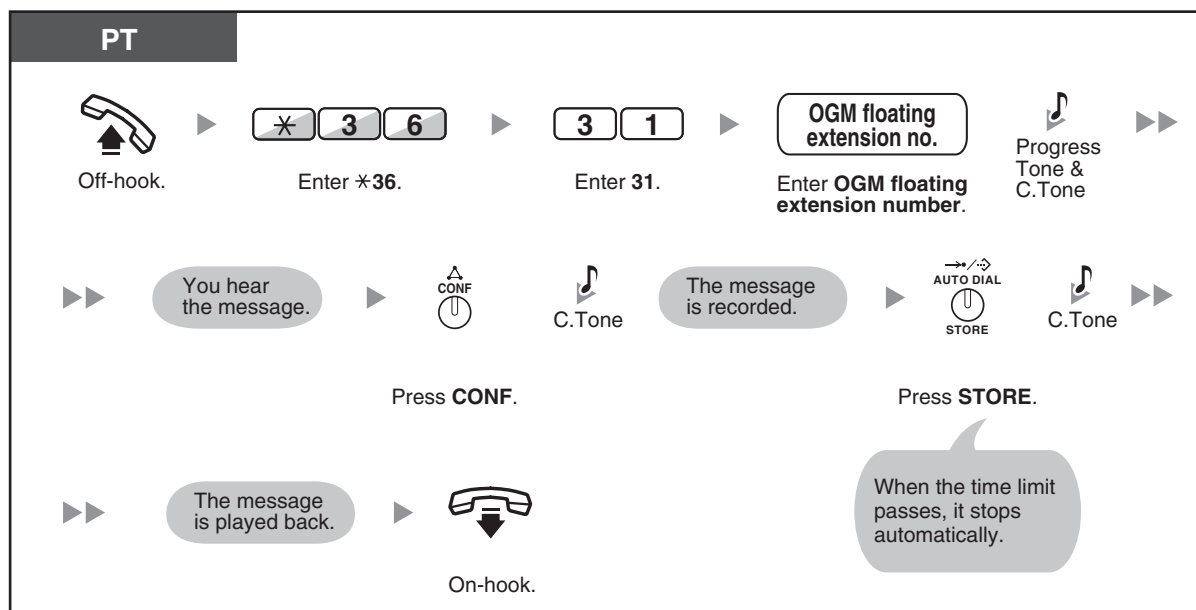 PT
✳ 3 6
3 1
OGM floating
extension no.
Off-hook.
Enter ✳36.
Enter 31.
Enter OGM floating
extension number.
Progress
Tone &
C.Tone
You hear
the message.
CONF
C.Tone
The message
is recorded.
AUTO DIAL
STORE
C.Tone
Press CONF.
Press STORE.
When the time limit
passes, it stops
automatically.
The message
is played back.
On-hook.